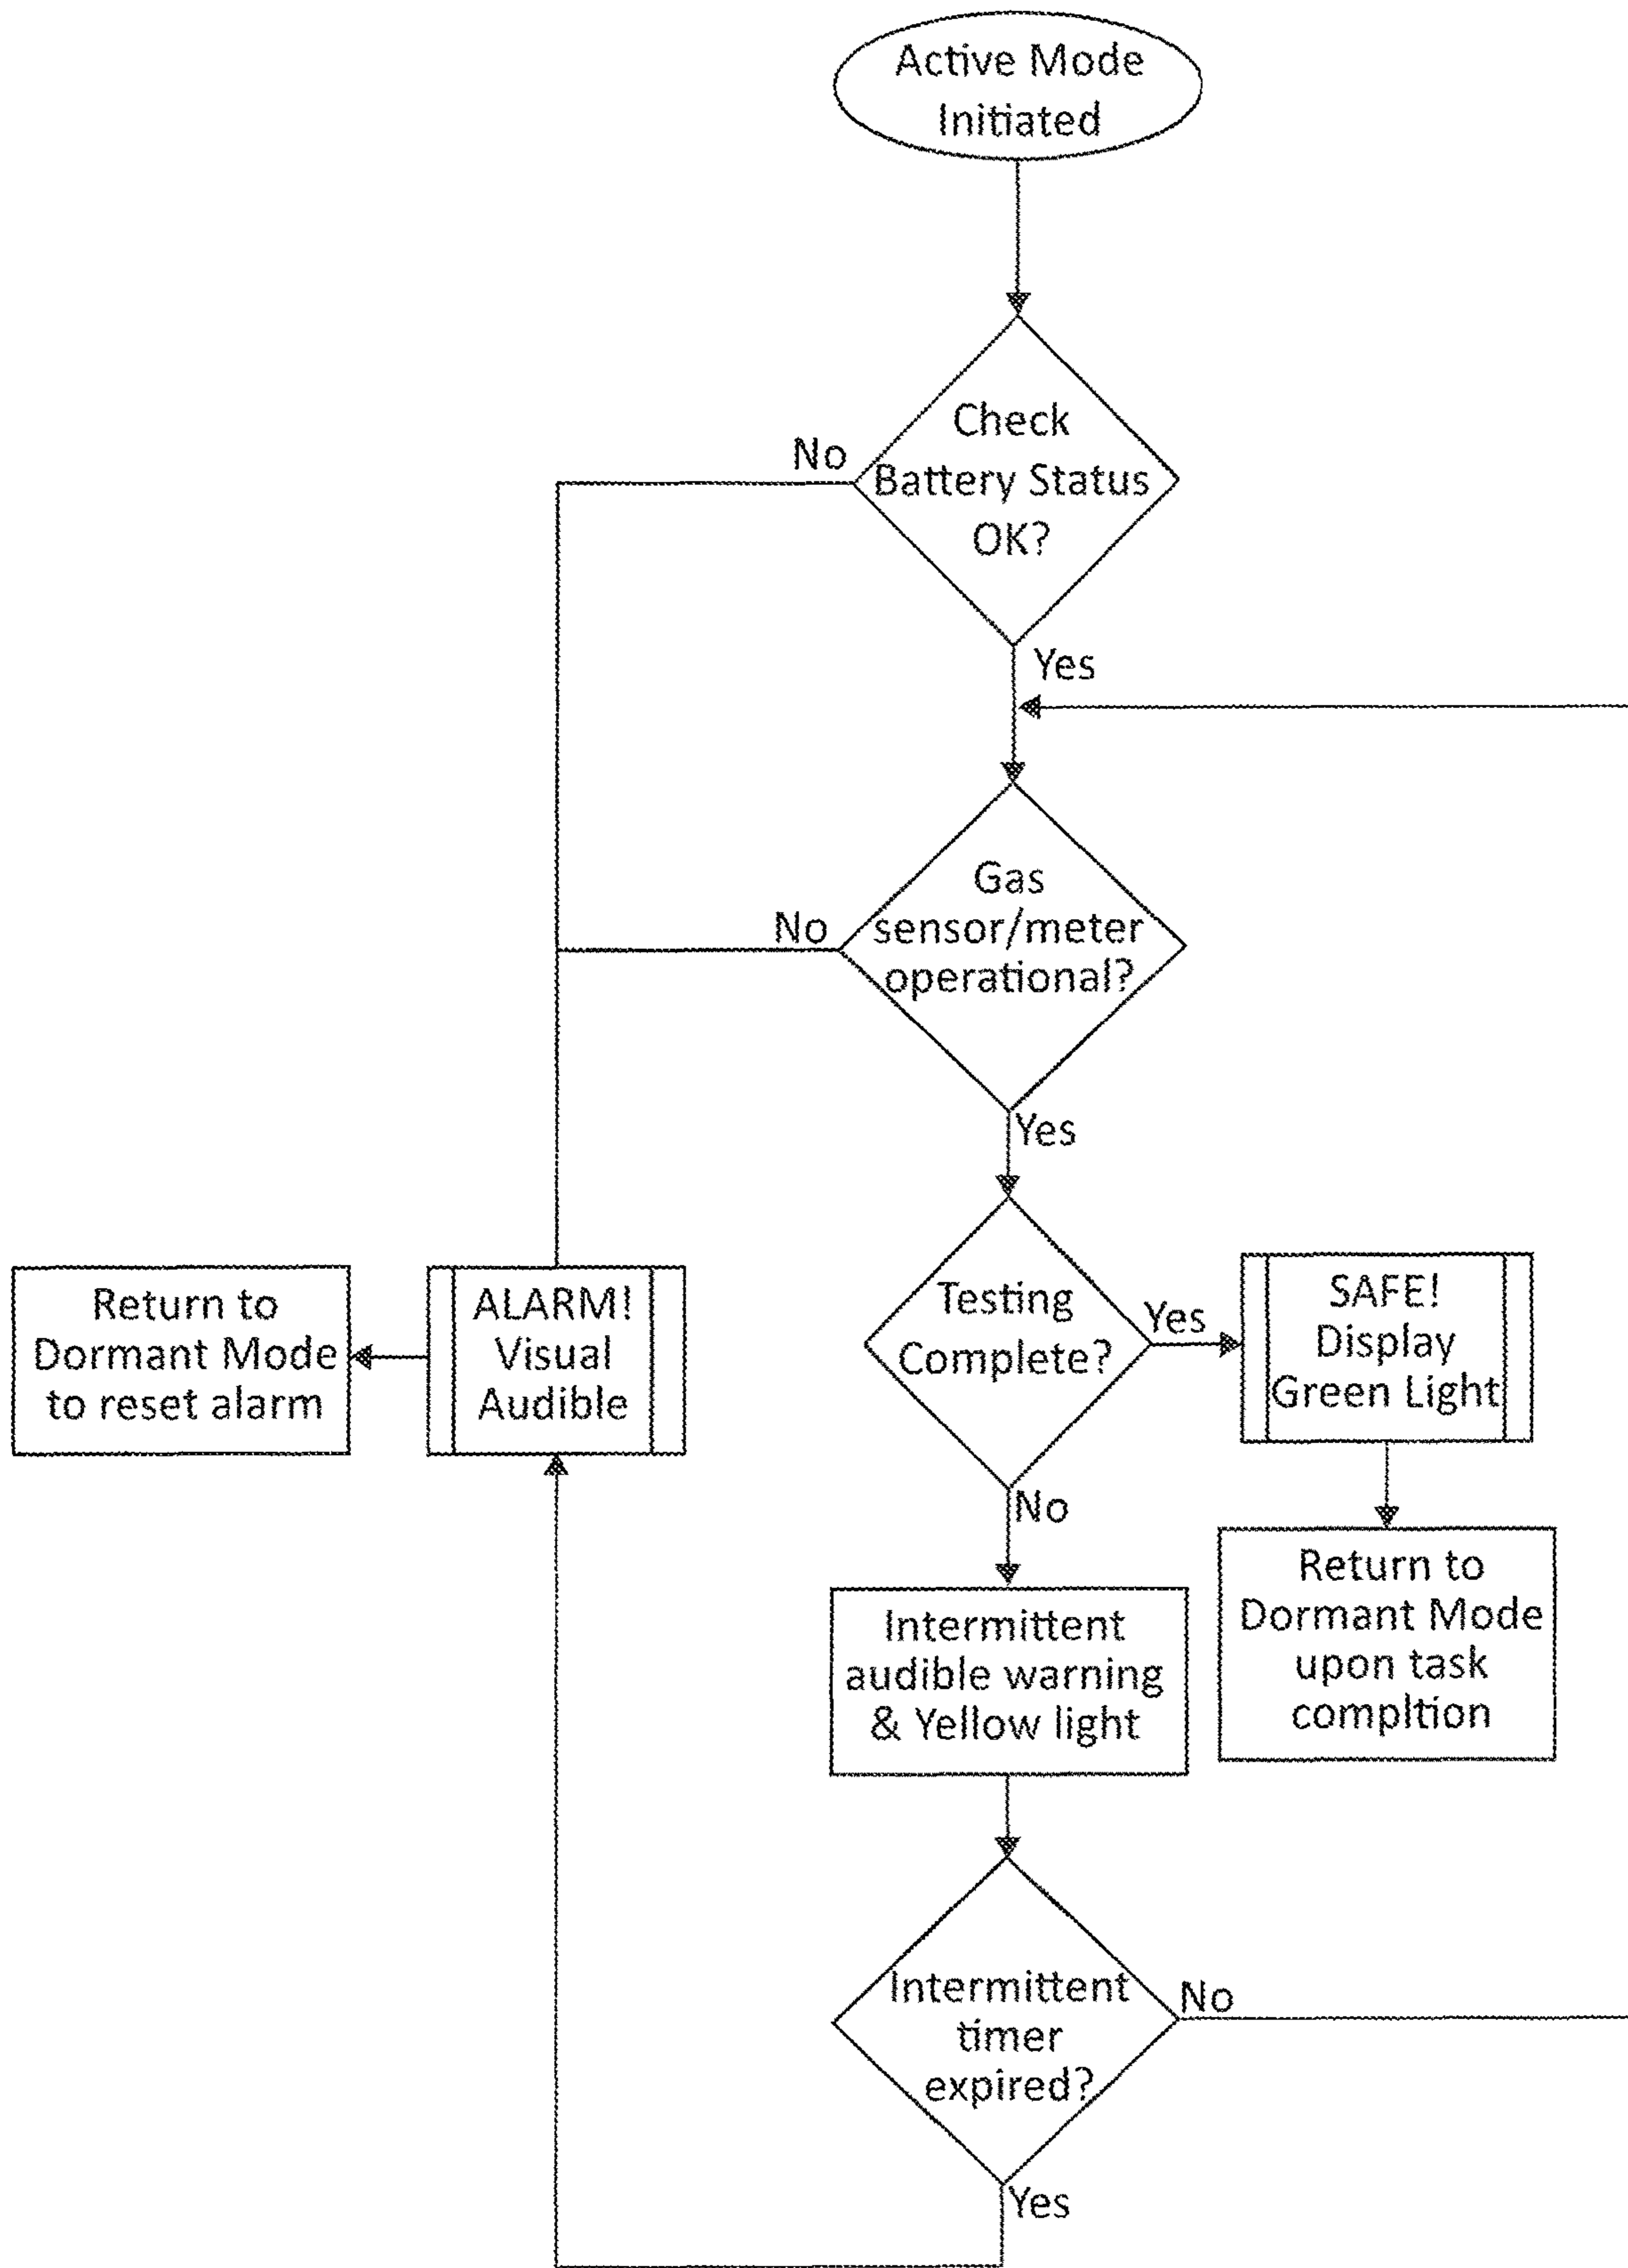 Active Mode
Initiated
Check
Battery Status
OK?
No
Yes
Gas
sensor/meter
operational?
No
Yes
Testing
Complete?
Yes
No
SAFE!
Display
Green Light
ALARM!
Visual
Audible
Return to
Dormant Mode
to reset alarm
Return to
Dormant Mode
upon task
compltion
Intermittent
audible warning
& Yellow light
Intermittent
timer
expired?
No
Yes